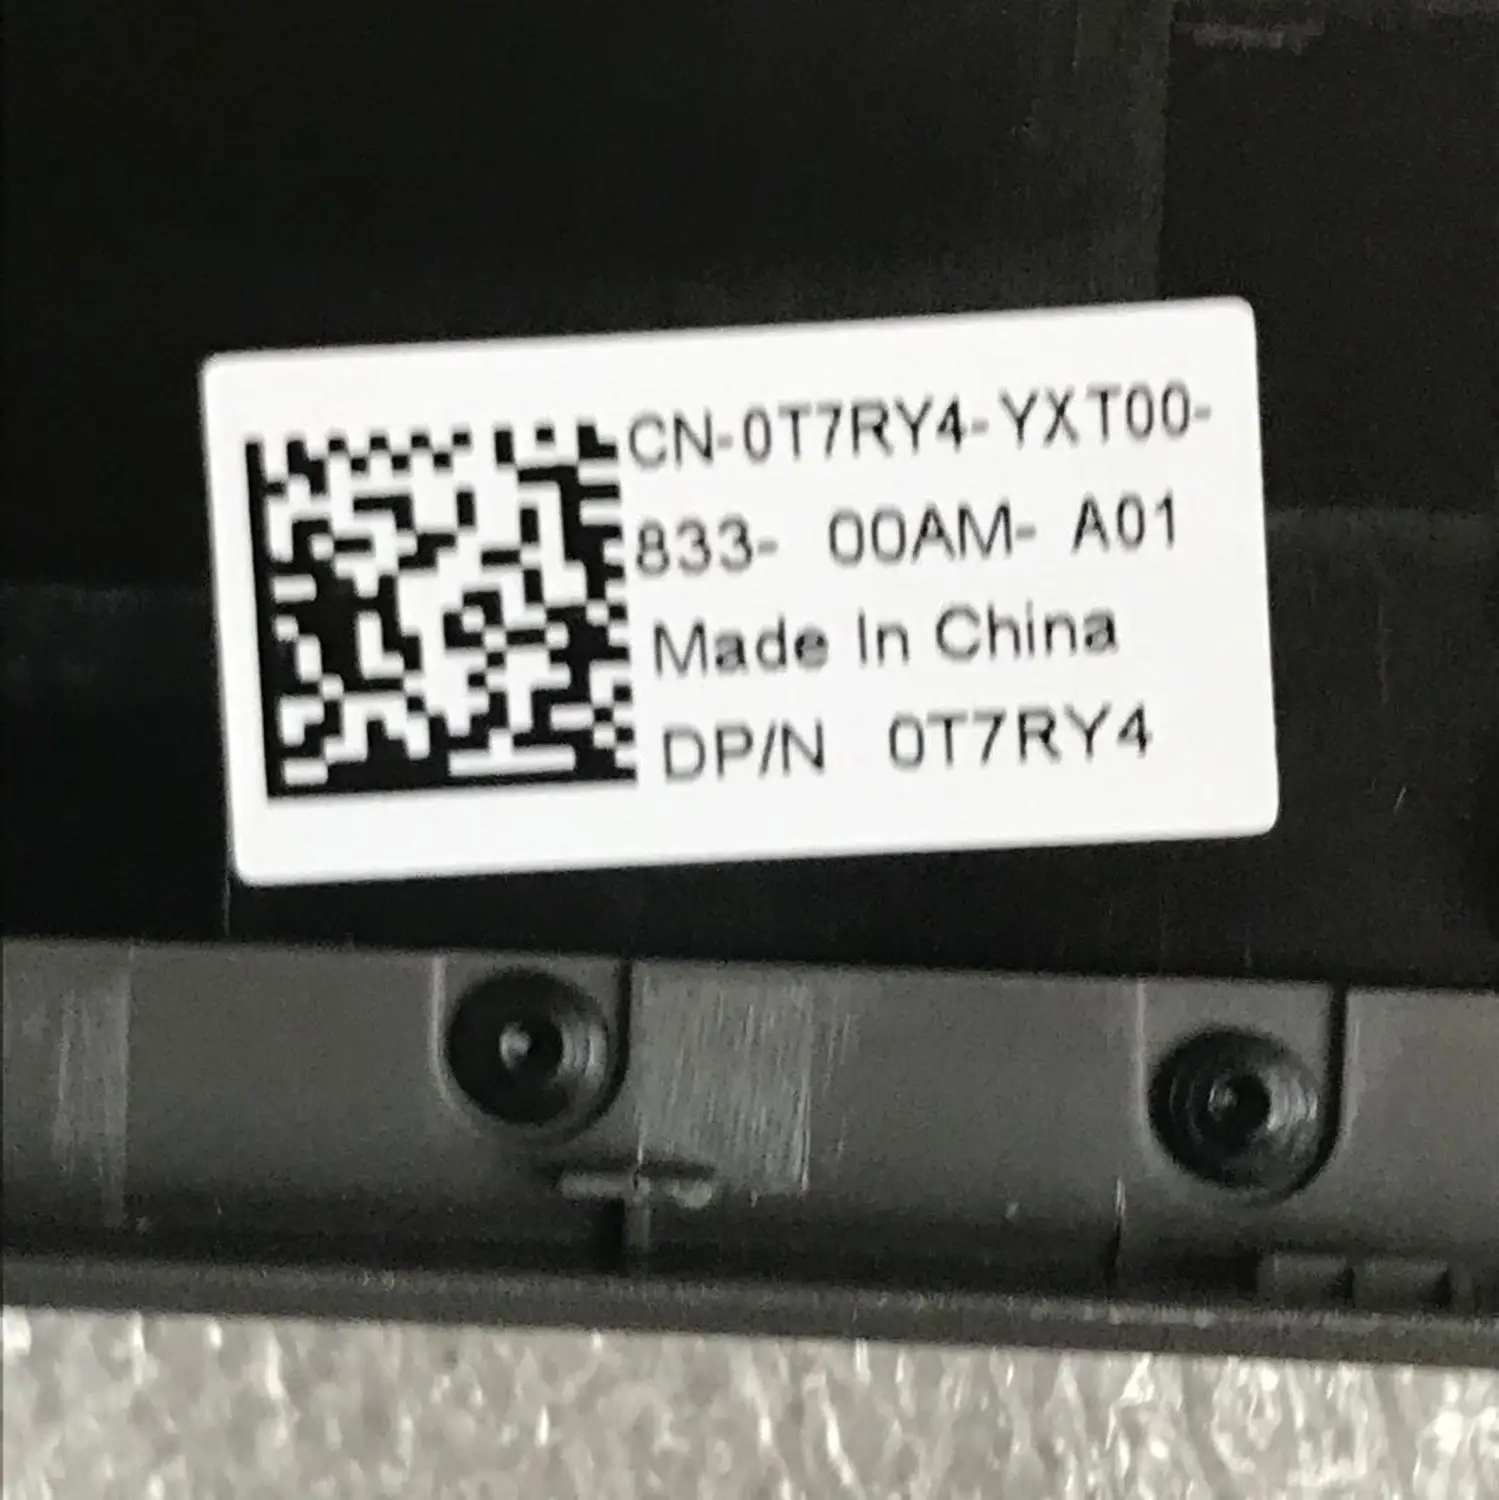 CN-0T7RY4-YXT00-
833- 00AM- A01
Made In China
DP/N 0T7RY4